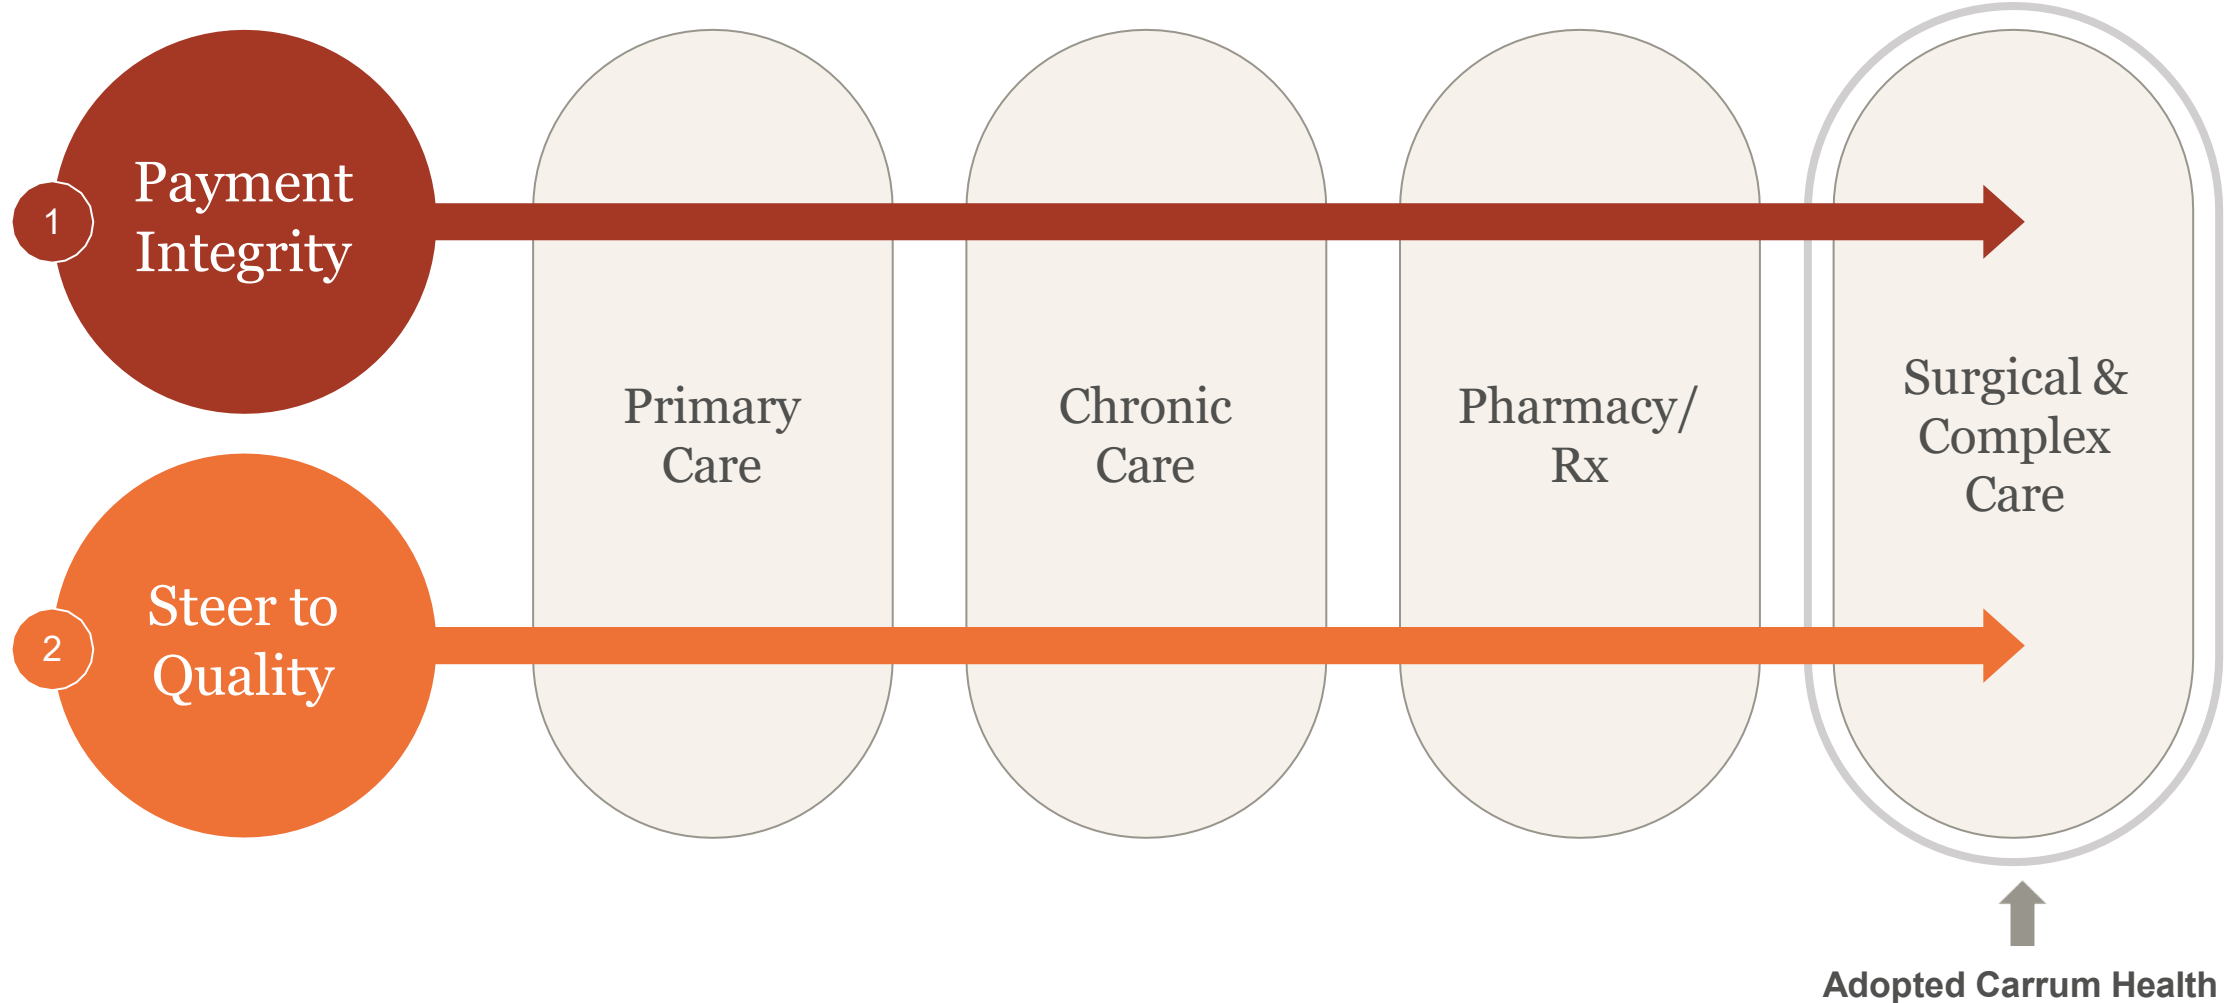 1
Payment
Integrity
2
Steer to
Quality
Primary
Care
Chronic
Care
Pharmacy/
Rx
Surgical &
Complex
Care
Adopted Carrum Health